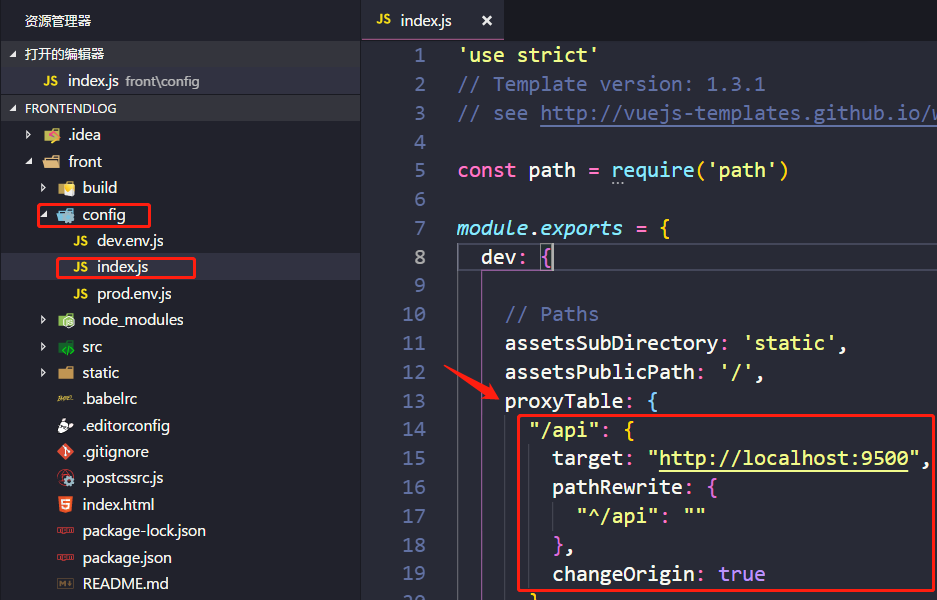 资源管理器
打开的编辑器
JS index.js front\config
FRONTENDLOG
.idea
front
build
config
JS dev.env.js
JS index.js
JS prod.env.js
node_modules
src
static
.babelrc
.editorconfig
.gitignore
.postcssrc.js
index.html
package-lock.json
package.json
README.md
JS index.js ×
1 'use strict'
2 // Template version: 1.3.1
3 // see http://vuejs-templates.github.io/w
4
5 const path = require('path')
6
7 module.exports = {
8 dev: {
9
10 // Paths
11 assetsSubDirectory: 'static',
12 assetsPublicPath: '/',
13 proxyTable: {
14 "/api": {
15 target: "http://localhost:9500",
16 pathRewrite: {
17 "^/api": ""
18 },
19 changeOrigin: true